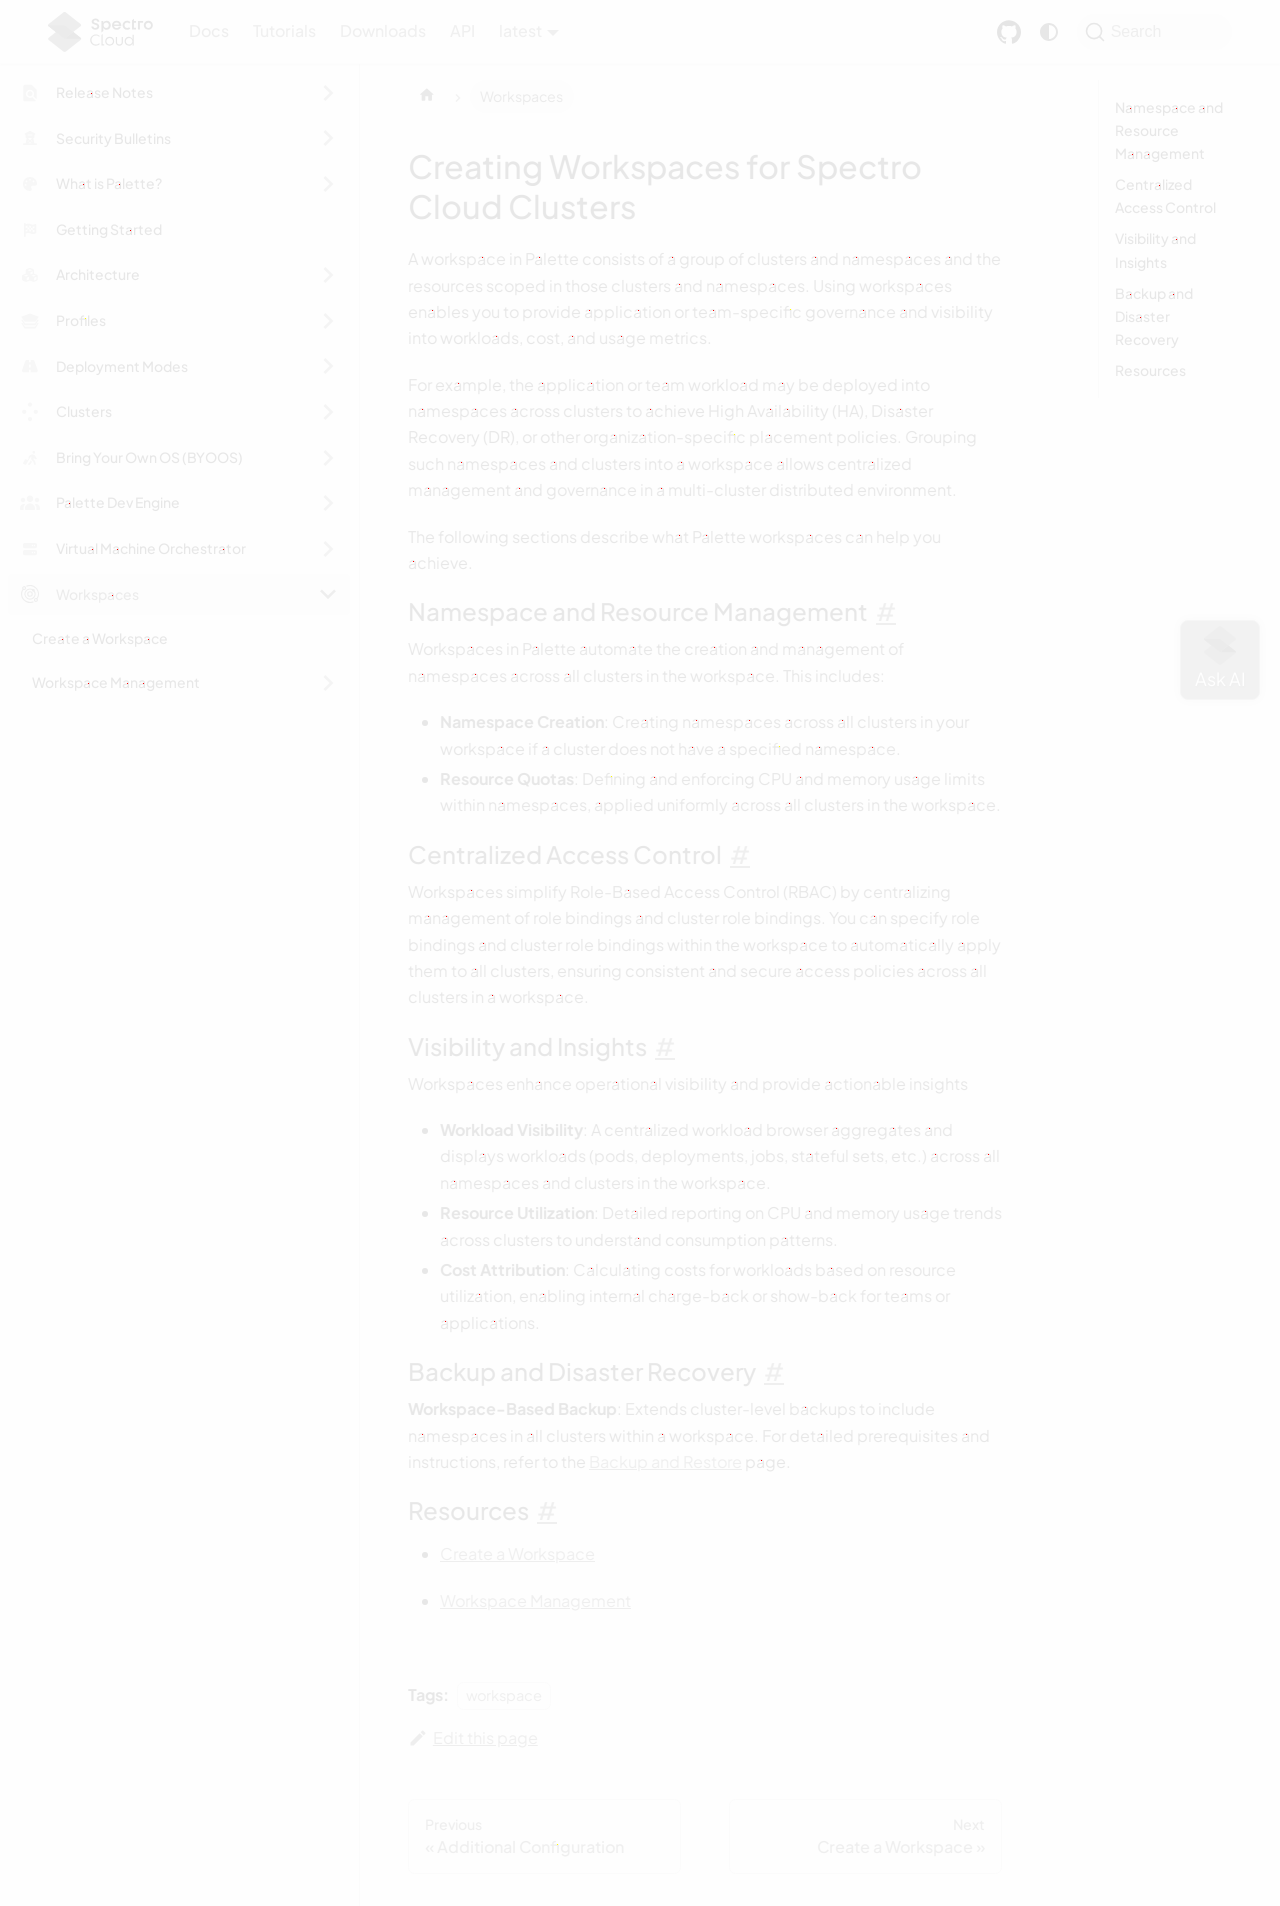 Spectro
Cloud
Docs
Tutorials
Downloads
API
latest
Search
Release Notes
Security Bulletins
What is Palette?
Getting Started
Architecture
Profiles
Deployment Modes
Clusters
Bring Your Own OS (BYOOS)
Palette Dev Engine
Virtual Machine Orchestrator
Workspaces
Create a Workspace
Workspace Management
Workspaces
Creating Workspaces for Spectro
Cloud Clusters
A workspace in Palette consists of a group of clusters and namespaces and the
resources scoped in those clusters and namespaces. Using workspaces
enables you to provide application or team-specific governance and visibility
into workloads, cost, and usage metrics.
For example, the application or team workload may be deployed into
namespaces across clusters to achieve High Availability (HA), Disaster
Recovery (DR), or other organization-specific placement policies. Grouping
such namespaces and clusters into a workspace allows centralized
management and governance in a multi-cluster distributed environment.
The following sections describe what Palette workspaces can help you
achieve.
Namespace and Resource Management #
Workspaces in Palette automate the creation and management of
namespaces across all clusters in the workspace. This includes:
Namespace Creation: Creating namespaces across all clusters in your
workspace if a cluster does not have a specified namespace.
Resource Quotas: Defining and enforcing CPU and memory usage limits
within namespaces, applied uniformly across all clusters in the workspace.
Centralized Access Control #
Workspaces simplify Role-Based Access Control (RBAC) by centralizing
management of role bindings and cluster role bindings. You can specify role
bindings and cluster role bindings within the workspace to automatically apply
them to all clusters, ensuring consistent and secure access policies across all
clusters in a workspace.
Visibility and Insights #
Workspaces enhance operational visibility and provide actionable insights
Workload Visibility: A centralized workload browser aggregates and
displays workloads (pods, deployments, jobs, stateful sets, etc.) across all
namespaces and clusters in the workspace.
Resource Utilization: Detailed reporting on CPU and memory usage trends
across clusters to understand consumption patterns.
Cost Attribution: Calculating costs for workloads based on resource
utilization, enabling internal charge-back or show-back for teams or
applications.
Backup and Disaster Recovery #
Workspace-Based Backup: Extends cluster-level backups to include
namespaces in all clusters within a workspace. For detailed prerequisites and
instructions, refer to the Backup and Restore page.
Resources #
Create a Workspace
Workspace Management
Tags: workspace
Edit this page
Previous
« Additional Configuration
Next
Create a Workspace »
Namespace and
Resource
Management
Centralized
Access Control
Visibility and
Insights
Backup and
Disaster
Recovery
Resources
Ask AI